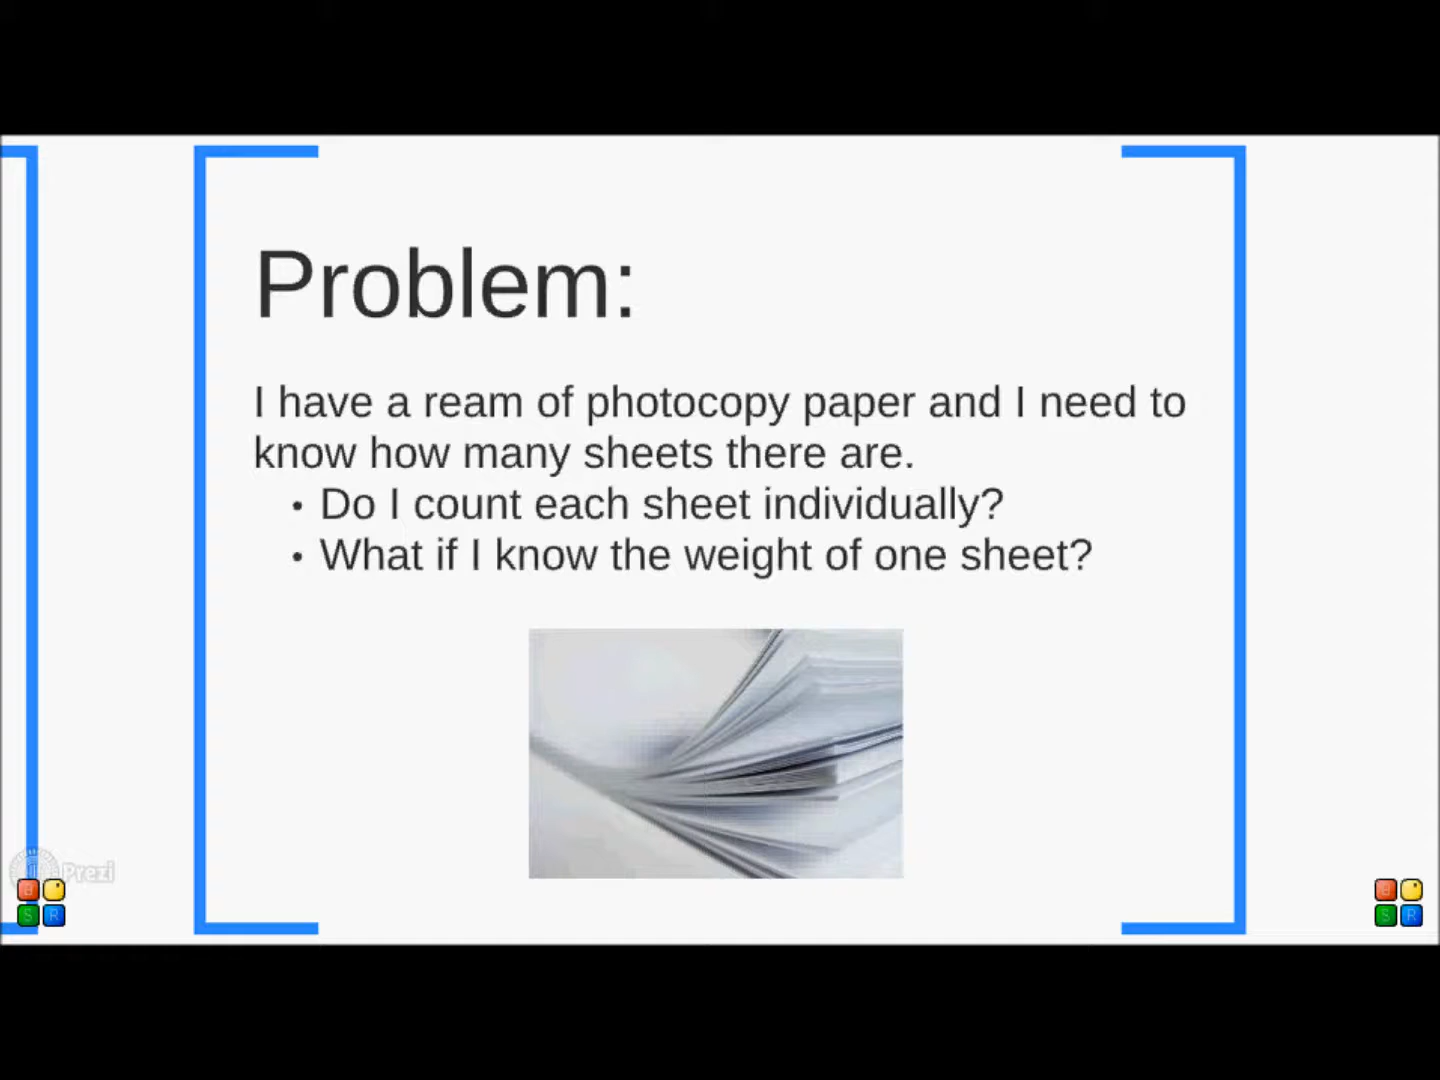 Problem:
I have a ream of photocopy paper and I need to
know how many sheets there are.
• Do I count each sheet individually?
• What if I know the weight of one sheet?
Prezi